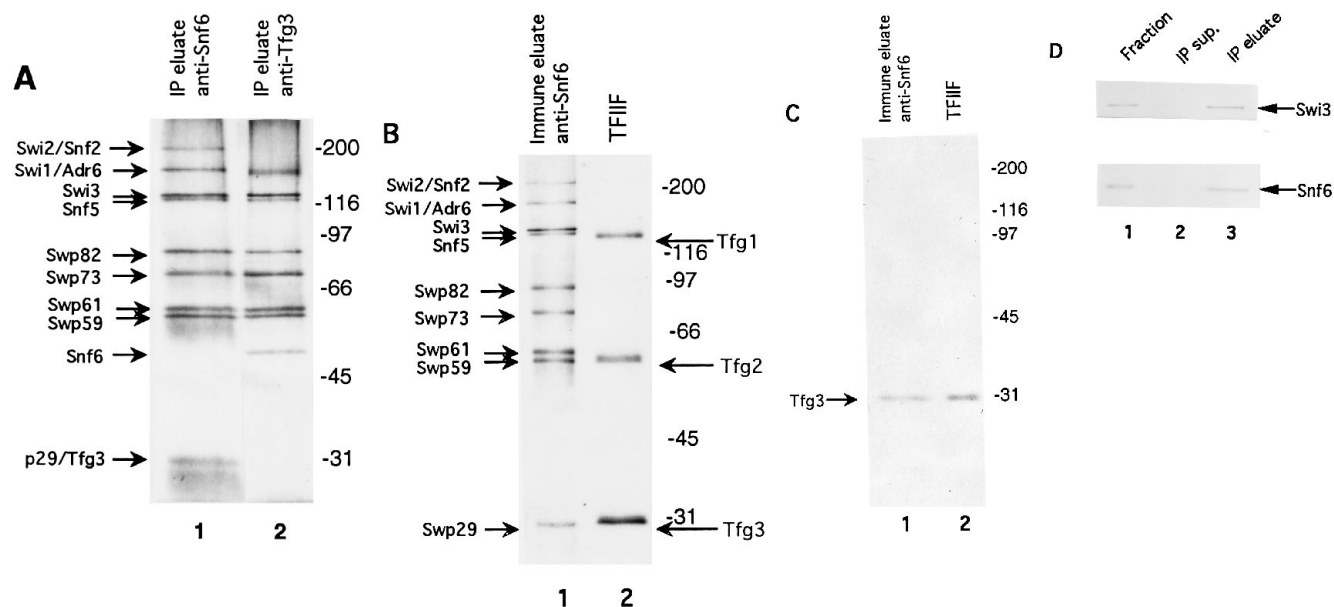 A
IP eluate
anti-Snf6
IP eluate
anti-Tfg3
Swi2/Snf2
Swi1/Adr6
Swi3
Snf5
Swp82
Swp73
Swp61
Swp59
Snf6
p29/Tfg3
-200
-116
-97
-66
-45
-31
1 2
B
Immune eluate
anti-Snf6
TFIIF
Swi2/Snf2
Swi1/Adr6
Swi3
Snf5
Swp82
Swp73
Swp61
Swp59
Swp29
-200
Tfg1
-116
-97
-66
Tfg2
-45
-31
Tfg3
1 2
C
Immune eluate
anti-Snf6
TFIIF
-200
-116
-97
-45
Tfg3
-31
1 2
D
Fraction
IP sup.
IP eluate
Swi3
Snf6
1 2 3